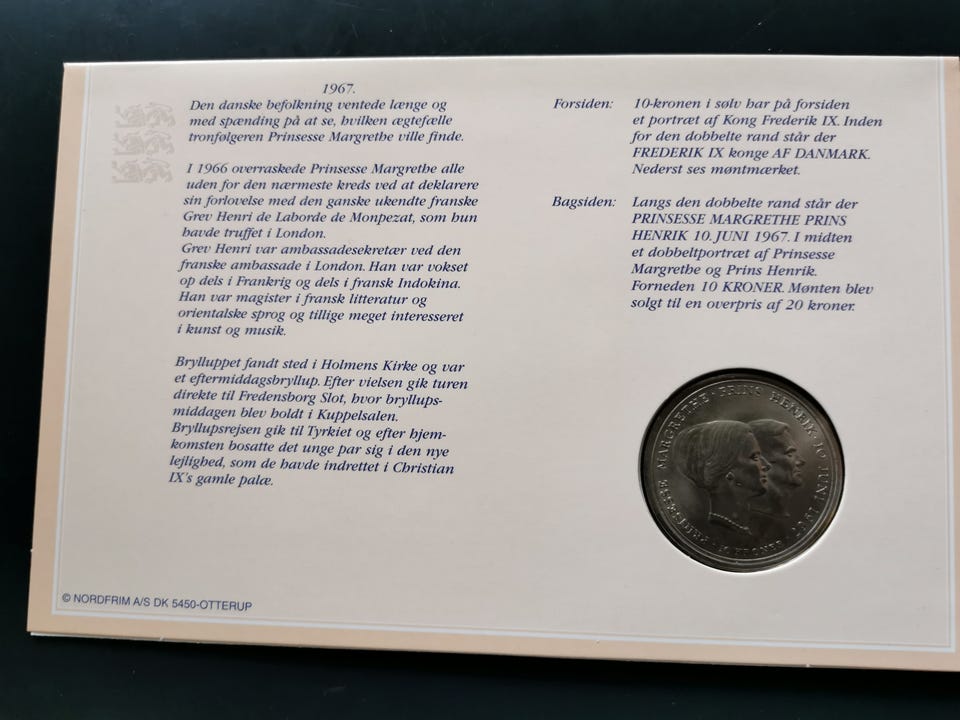 1967.
Den danske befolkning ventede længe og
med spænding på at se, hvilken ægtefælle
tronfølgeren Prinsesse Margrethe ville finde.
I 1966 overraskede Prinsesse Margrethe alle
uden for den nærmeste kreds ved at deklarere
sin forlovelse med den ganske ukendte franske
Grev Henri de Laborde de Monpezat, som hun
havde truffet i London.
Grev Henri var ambassadesekretær ved den
franske ambassade i London. Han var vokset
op dels i Frankrig og dels i fransk Indokina.
Han var magister i fransk litteratur og
orientalske sprog og tillige meget interesseret
i kunst og musik.
Brylluppet fandt sted i Holmens Kirke og var
et eftermiddagsbryllup. Efter vielsen gik turen
direkte til Fredensborg Slot, hvor bryllups-
middagen blev holdt i Kuppelsalen.
Bryllupsrejsen gik til Tyrkiet og efter hjem-
komsten bosatte det unge par sig i den nye
lejlighed, som de havde indrettet i Christian
IX's gamle palæ.
© NORDFRIM A/S DK 5450-OTTERUP
Forsiden: 10-kronen i sølv har på forsiden
et portræt af Kong Frederik IX. Inden
for den dobbelte rand står der
FREDERIK IX konge AF DANMARK.
Nederst ses møntmærket.
Bagsiden: Langs den dobbelte rand står der
PRINSESSE MARGRETHE PRINS
HENRIK 10. JUNI 1967. I midten
et dobbeltportræt af Prinsesse
Margrethe og Prins Henrik.
Forneden 10 KRONER. Mønten blev
solgt til en overpris af 20 kroner.
PRINSESSE MARGRETHE · PRINS HENRIK · 10 JUNI 1967 ·
10 KRONER